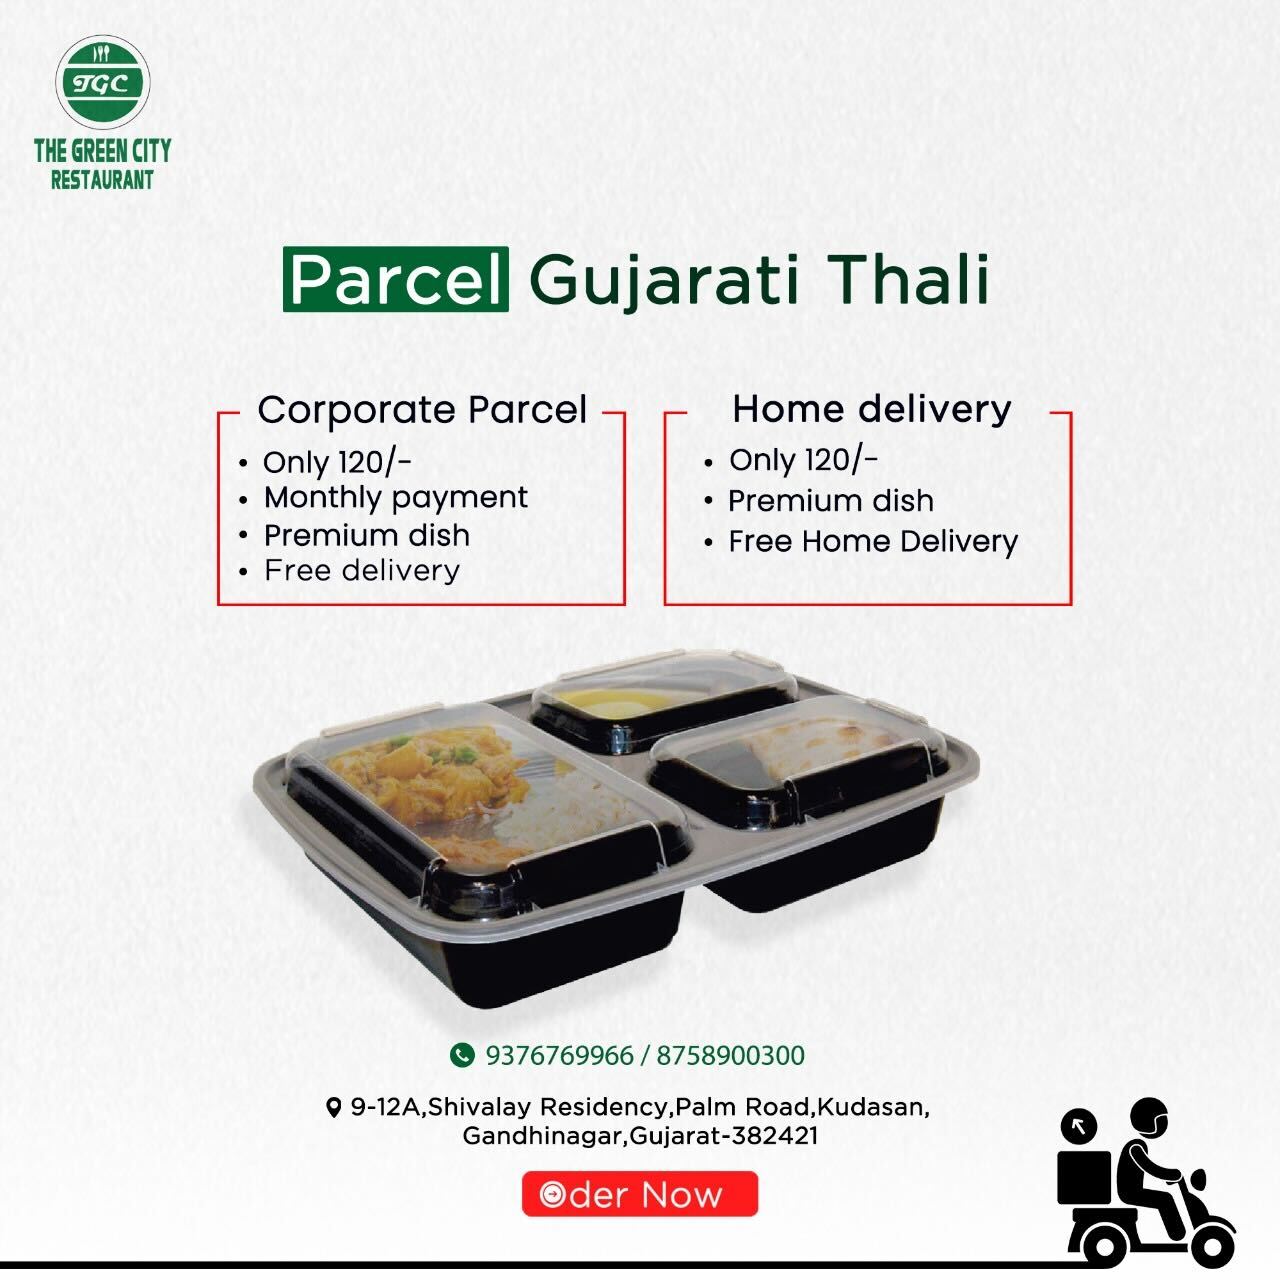 TGC
THE GREEN CITY
RESTAURANT
Parcel Gujarati Thali
Corporate Parcel
• Only 120/-
• Monthly payment
• Premium dish
• Free delivery
Home delivery
• Only 120/-
• Premium dish
• Free Home Delivery
9376769966 / 8758900300
9-12A,Shivalay Residency,Palm Road,Kudasan,
Gandhinagar,Gujarat-382421
Oder Now